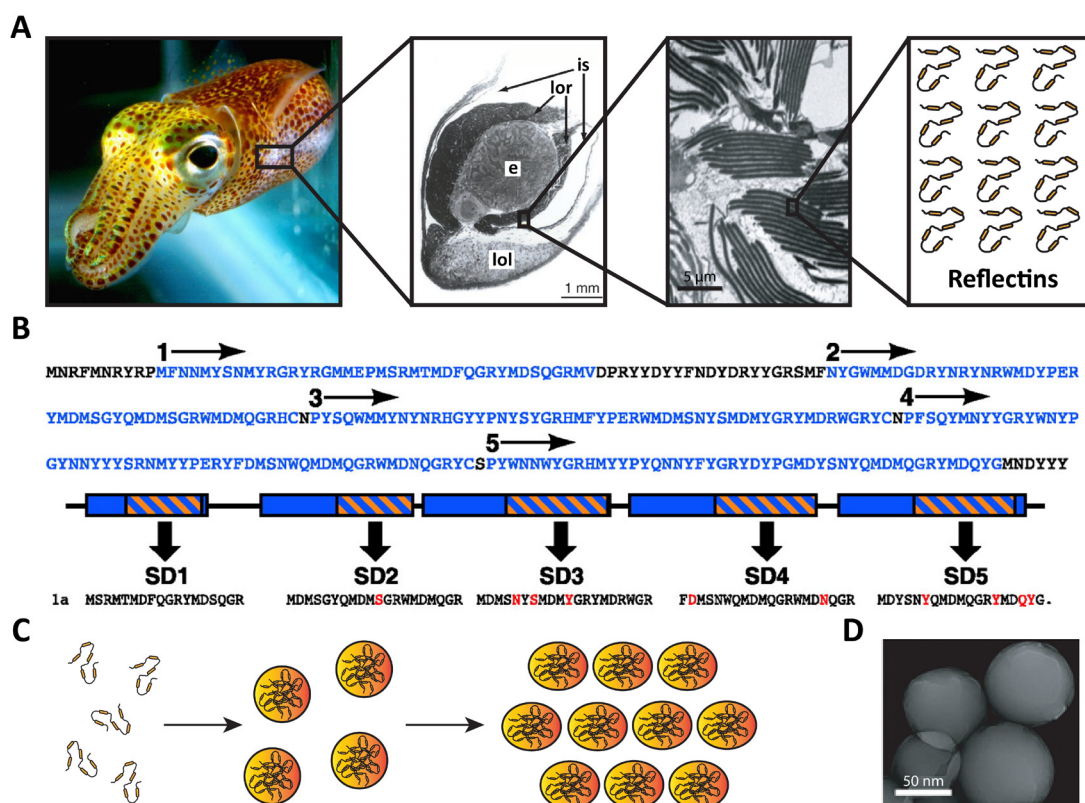 A
is
lor
e
lol
1 mm
5 µm
Reflectins
B
1 2
MNRFMNRYRPMFNNMYSNMYRGRYRGMMEPMSRMTMDFQGRYMDSQGRMVDPRYYDYYFNDYDRYYGRSMFNYGWMMDGDRYNRYNRWMDYPER
3 4
YMDMSGYQMDMSGRWMDMQGRHCNPYSQWMMYNYNRHGYYPNYSYGRHMFYPERWMDMSNYSMDMYGRYMDRWGRYCNPFSQYMNYYGRYWNYP
5
GYNNYYYSRNMYYPERYFDMSNWQMDMQGRWMDNQGRYCSPYWNNWYGRHMYYPYQNNYFYGRYDYPGMDYSNYQMDMQGRYMDQYGMNDYYY
SD1 SD2 SD3 SD4 SD5
1a MSRMTMDFQGRYMDSQGR MDMSGYQMDMSGRWMDMQGR MDMSNYSMDMYGRYMDRWGR FDMSNWQMDMQGRWMDNQGR MDYSNYQMDMQGRYMDQYG.
C
D
50 nm